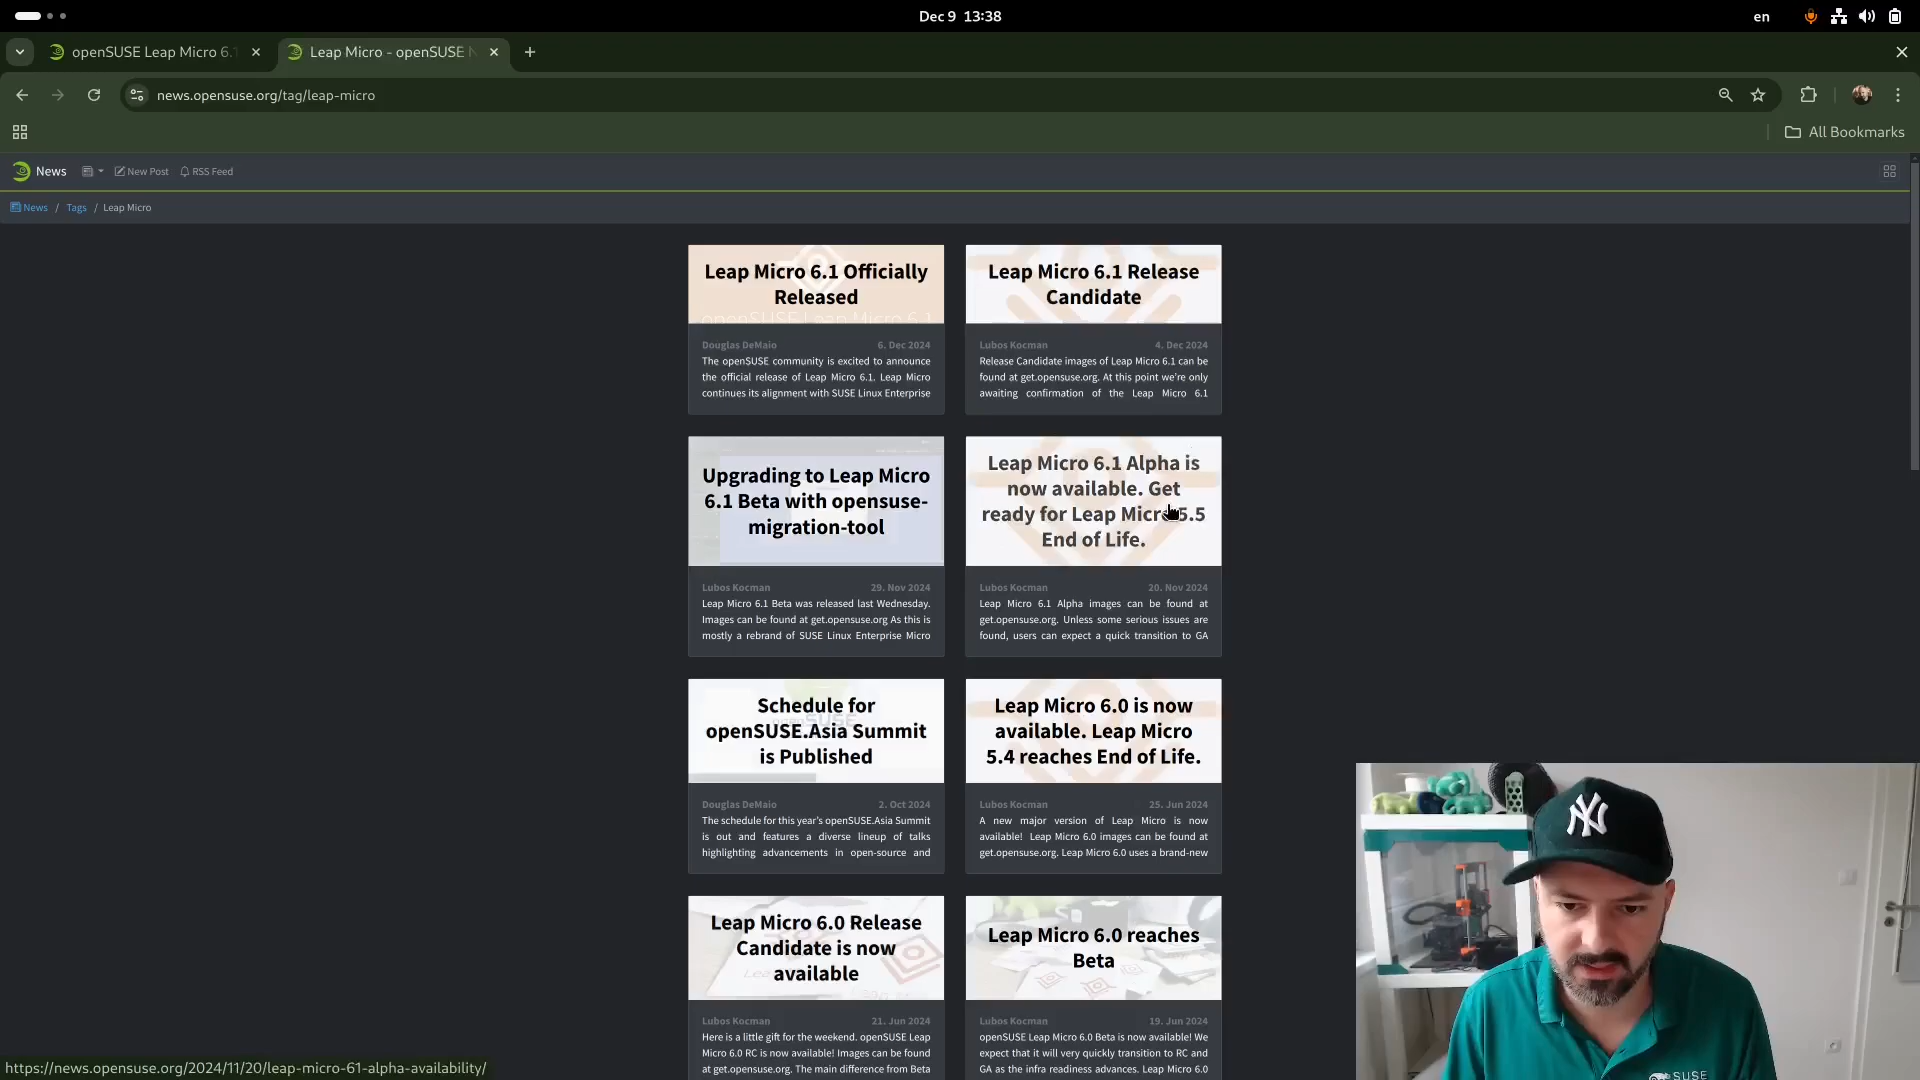 Dec 9 13:38
en
openSUSE Leap Micro 6.1
Leap Micro - openSUSE N
news.opensuse.org/tag/leap-micro
All Bookmarks
News
New Post
RSS Feed
News / Tags / Leap Micro
Leap Micro 6.1 Officially
Released
openSUSE Leap Micro 6.1
Douglas DeMaio
6. Dec 2024
The openSUSE community is excited to announce
the official release of Leap Micro 6.1. Leap Micro
continues its alignment with SUSE Linux Enterprise
Leap Micro 6.1 Release
Candidate
Lubos Kocman
4. Dec 2024
Release Candidate images of Leap Micro 6.1 can be
found at get.opensuse.org. At this point we're only
awaiting confirmation of the Leap Micro 6.1
Upgrading to Leap Micro
6.1 Beta with opensuse-
migration-tool
Lubos Kocman
29. Nov 2024
Leap Micro 6.1 Beta was released last Wednesday.
Images can be found at get.opensuse.org As this is
mostly a rebrand of SUSE Linux Enterprise Micro
Leap Micro 6.1 Alpha is
now available. Get
ready for Leap Micro 5.5
End of Life.
Lubos Kocman
20. Nov 2024
Leap Micro 6.1 Alpha images can be found at
get.opensuse.org. Unless some serious issues are
found, users can expect a quick transition to GA
Schedule for
openSUSE.Asia Summit
is Published
openSUSE
Douglas DeMaio
2. Oct 2024
The schedule for this year's openSUSE.Asia Summit
is out and features a diverse lineup of talks
highlighting advancements in open-source and
Leap Micro 6.0 is now
available. Leap Micro
5.4 reaches End of Life.
Lubos Kocman
25. Jun 2024
A new major version of Leap Micro is now
available! Leap Micro 6.0 images can be found at
get.opensuse.org. Leap Micro 6.0 uses a brand-new
Leap Micro 6.0 Release
Candidate is now
available
Lubos Kocman
21. Jun 2024
Here is a little gift for the weekend. openSUSE Leap
Micro 6.0 RC is now available! Images can be found
at get.opensuse.org. The main difference from Beta
Leap Micro 6.0 reaches
Beta
Lubos Kocman
19. Jun 2024
openSUSE Leap Micro 6.0 Beta is now available! We
expect that it will very quickly transition to RC and
GA as the infra readiness advances. Leap Micro 6.0
NY
SUSE
https://news.opensuse.org/2024/11/20/leap-micro-61-alpha-availability/